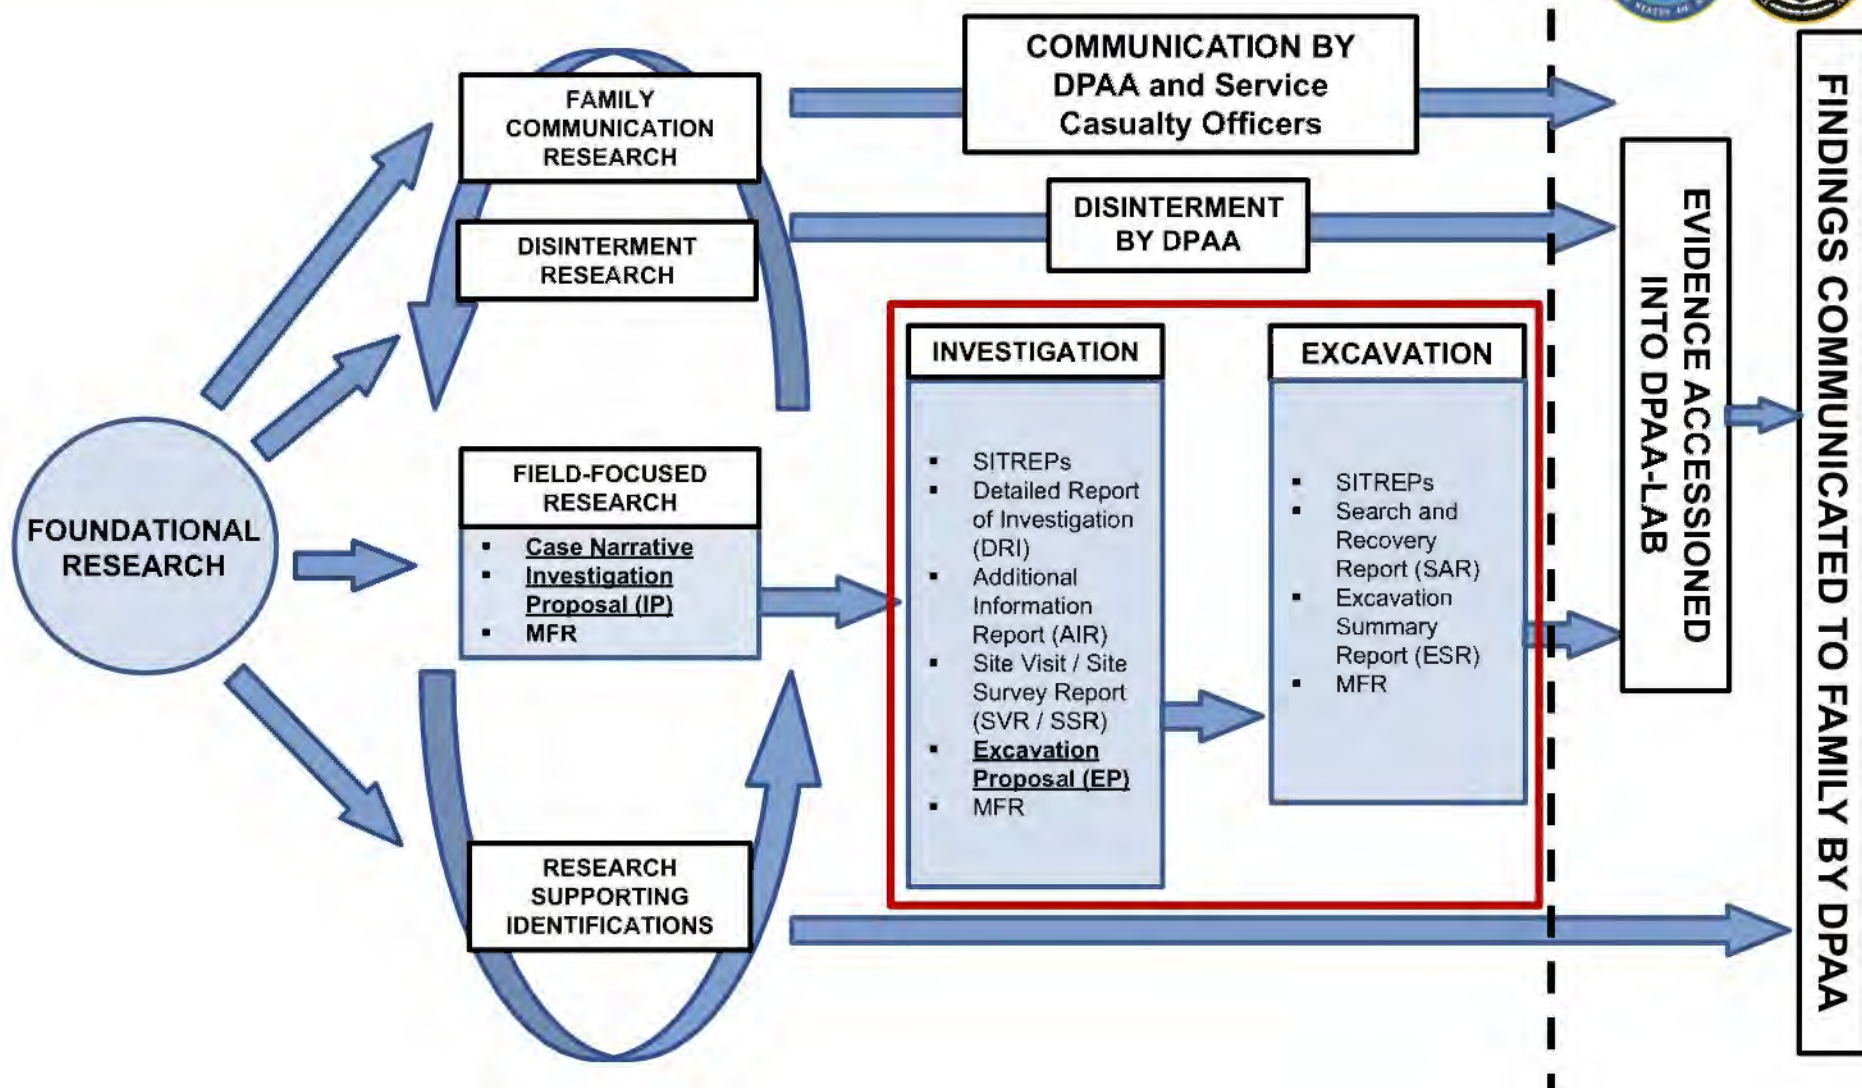 FAMILY
COMMUNICATION
RESEARCH
COMMUNICATION BY
DPAA and Service
Casualty Officers
DISINTERMENT
RESEARCH
DISINTERMENT
BY DPAA
FOUNDATIONAL
RESEARCH
FIELD-FOCUSED
RESEARCH
▪ Case Narrative
▪ Investigation
Proposal (IP)
▪ MFR
INVESTIGATION
▪ SITREPs
▪ Detailed Report
of Investigation
(DRI)
▪ Additional
Information
Report (AIR)
▪ Site Visit / Site
Survey Report
(SVR / SSR)
▪ Excavation
Proposal (EP)
▪ MFR
EXCAVATION
▪ SITREPs
▪ Search and
Recovery
Report (SAR)
▪ Excavation
Summary
Report (ESR)
▪ MFR
RESEARCH
SUPPORTING
IDENTIFICATIONS
EVIDENCE ACCESSIONED
INTO DPAA-LAB
FINDINGS COMMUNICATED TO FAMILY BY DPAA